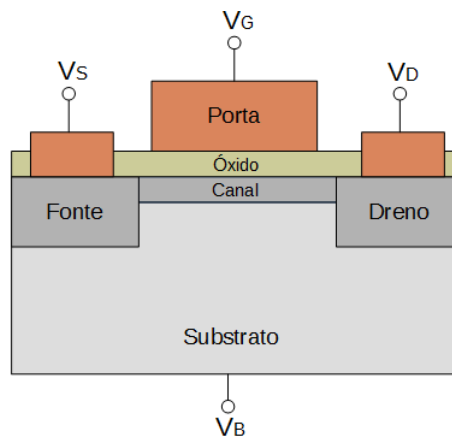 VG
VS
VD
Porta
Óxido
Canal
Fonte
Dreno
Substrato
VB